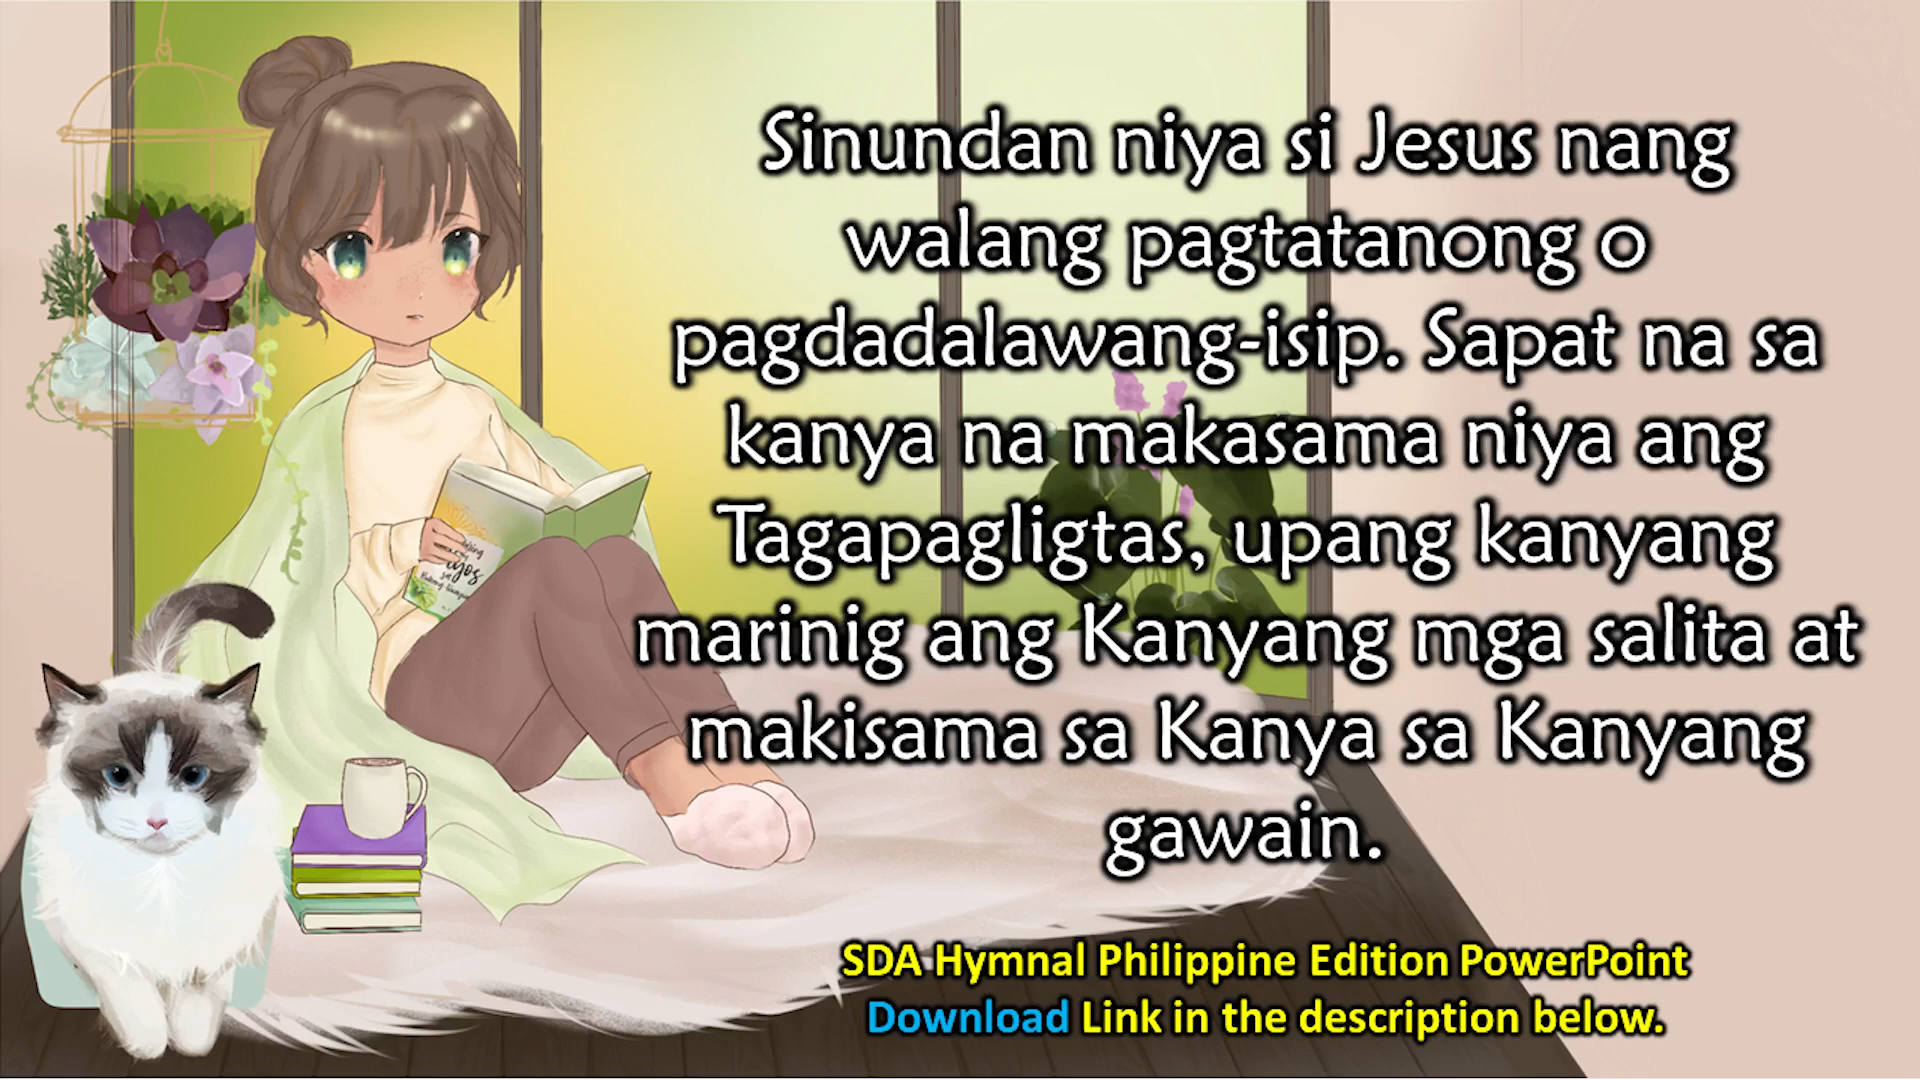 Sinundan niya si Jesus nang
walang pagtatanong o
pagdadalawang-isip. Sapat na sa
kanya na makasama niya ang
Tagapagligtas, upang kanyang
marinig ang Kanyang mga salita at
makisama sa Kanya sa Kanyang
gawain.
SDA Hymnal Philippine Edition PowerPoint
Download Link in the description below.